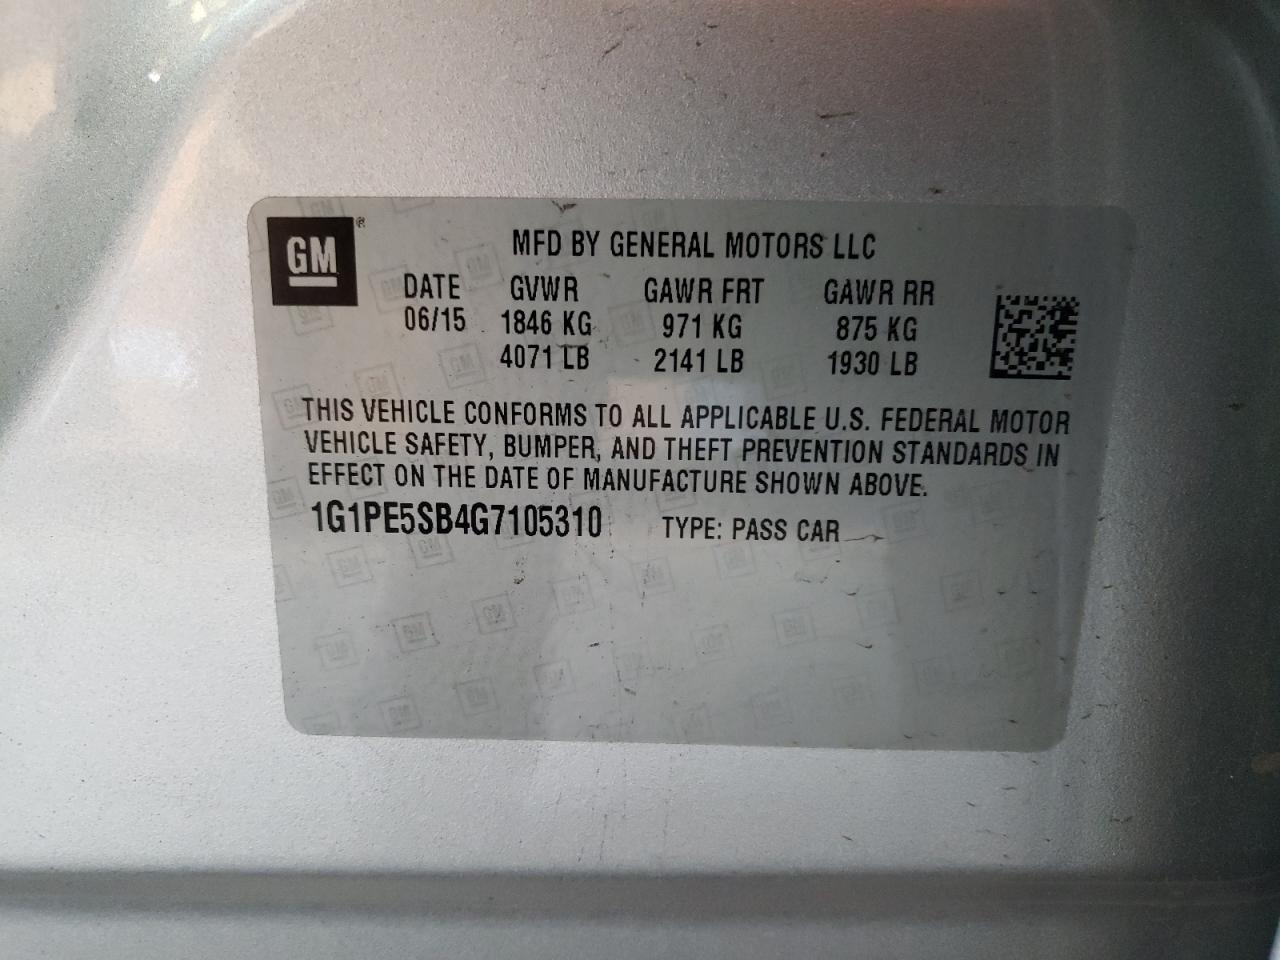 GM®
MFD BY GENERAL MOTORS LLC
DATE GVWR GAWR FRT GAWR RR
06/15 1846 KG 971 KG 875 KG
4071 LB 2141 LB 1930 LB
THIS VEHICLE CONFORMS TO ALL APPLICABLE U.S. FEDERAL MOTOR
VEHICLE SAFETY, BUMPER, AND THEFT PREVENTION STANDARDS IN
EFFECT ON THE DATE OF MANUFACTURE SHOWN ABOVE.
1G1PE5SB4G7105310 TYPE: PASS CAR